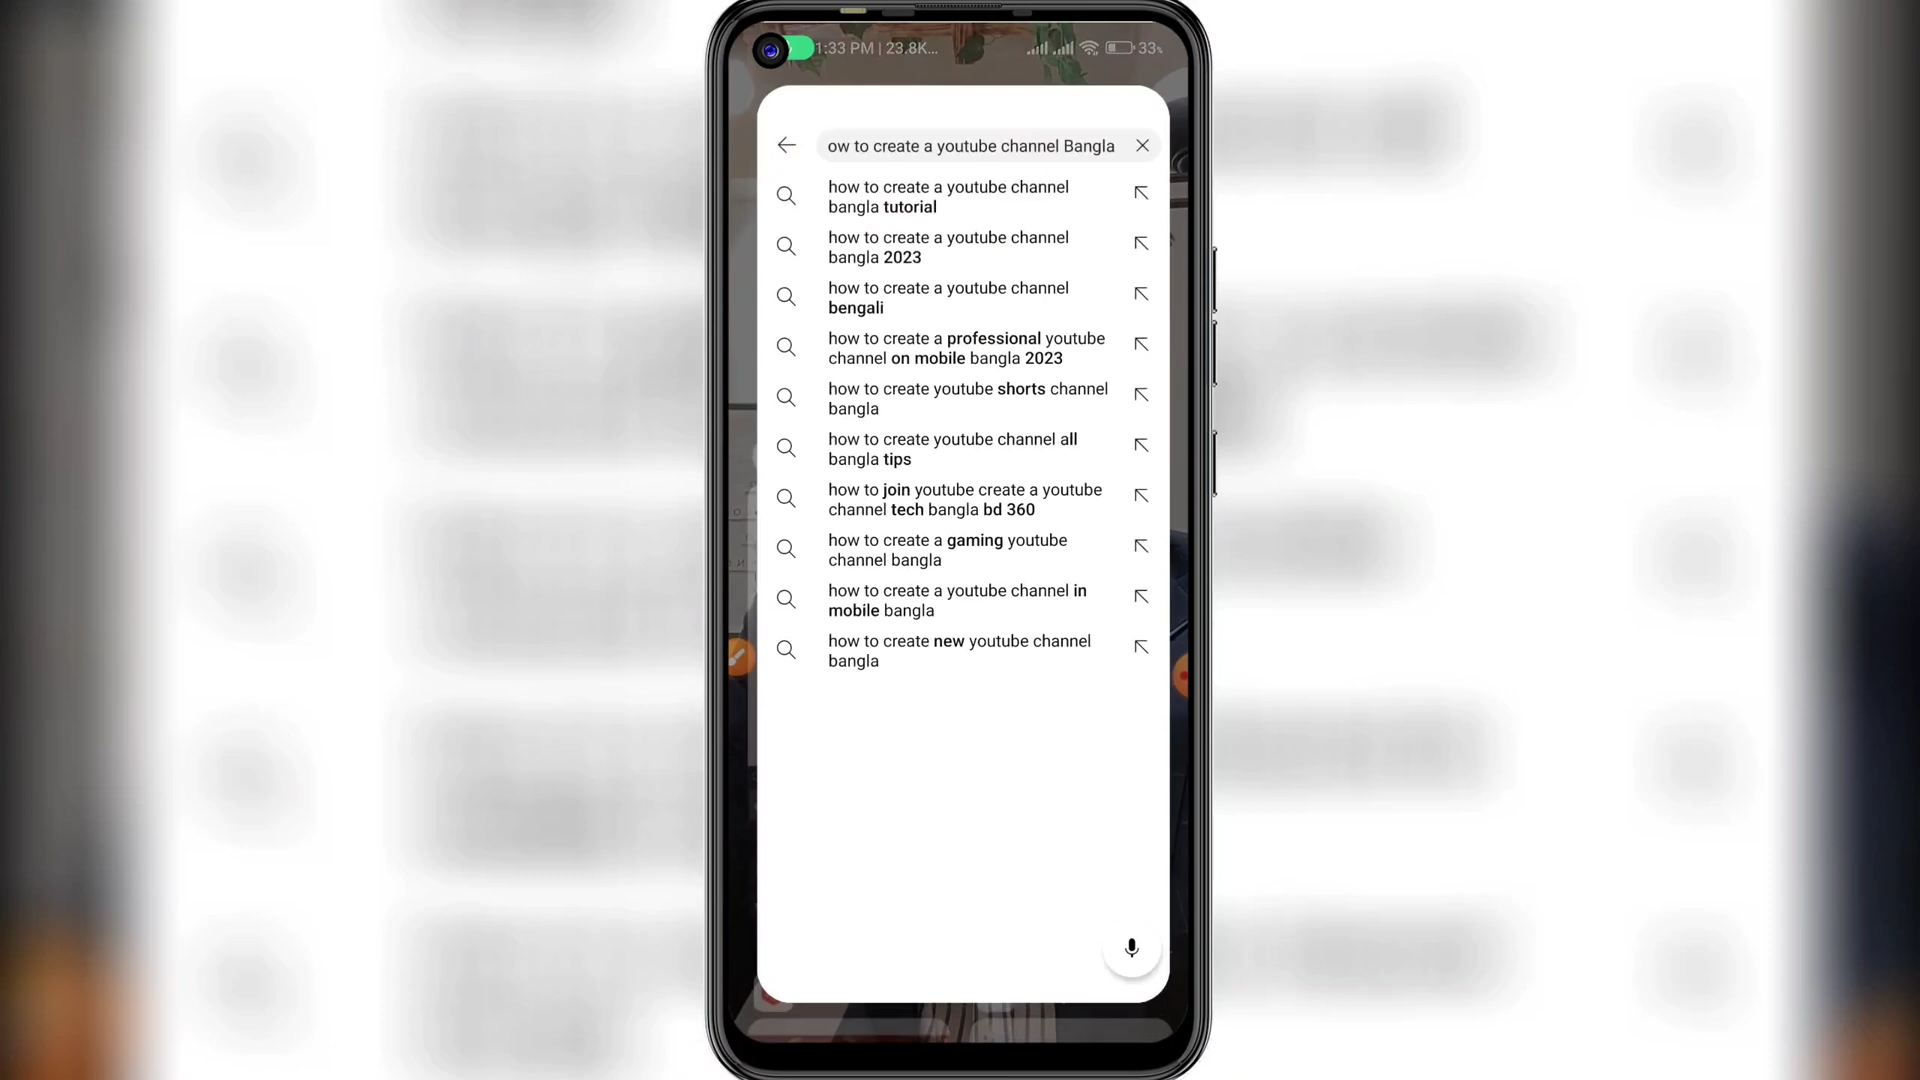 1:33 PM | 23.8K...
33%
ow to create a youtube channel Bangla
how to create a youtube channel
bangla tutorial
how to create a youtube channel
bangla 2023
how to create a youtube channel
bengali
how to create a professional youtube
channel on mobile bangla 2023
how to create youtube shorts channel
bangla
how to create youtube channel all
bangla tips
how to join youtube create a youtube
channel tech bangla bd 360
how to create a gaming youtube
channel bangla
how to create a youtube channel in
mobile bangla
how to create new youtube channel
bangla